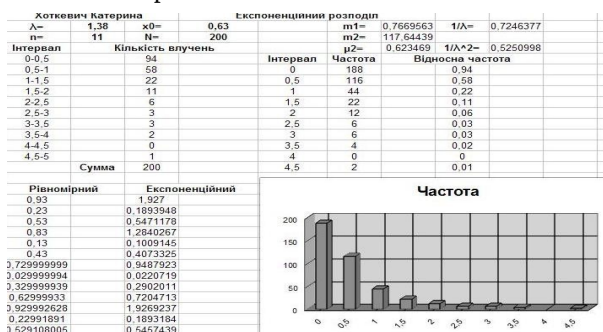 Хоткевич Катерина Експоненційний розподіл
λ= 1,38 x0= 0,63 m1= 0,7669563 1/λ= 0,7246377
n= 11 N= 200 m2= 117,64439
Інтервал Кількість влучень μ2= 0,623469 1/λ^2= 0,5250998
0-0,5 94 Інтервал Частота Відносна частота
0,5-1 58 0 188 0,94
1-1,5 22 0,5 116 0,58
1,5-2 11 1 44 0,22
2-2,5 6 1,5 22 0,11
2,5-3 3 2 12 0,06
3-3,5 3 2,5 6 0,03
3,5-4 2 3 6 0,03
4-4,5 0 3,5 4 0,02
4,5-5 1 4 0 0
Сумма 200 4,5 2 0,01
Рівномірний Експоненційний
0,93 1,927
0,23 0,1893948
0,53 0,5471178
0,83 1,2840267
0,13 0,1009145
0,43 0,4073325
0,729999999 0,9487923
0,029999994 0,0220719
0,329999939 0,2902011
0,62999933 0,7204713
0,929992628 1,9269237
0,22991891 0,1893184
0,529108005 0,5457439
Частота
200
150
100
50
0
0 0,5 1 1,5 2 2,5 3 3,5 4 4,5